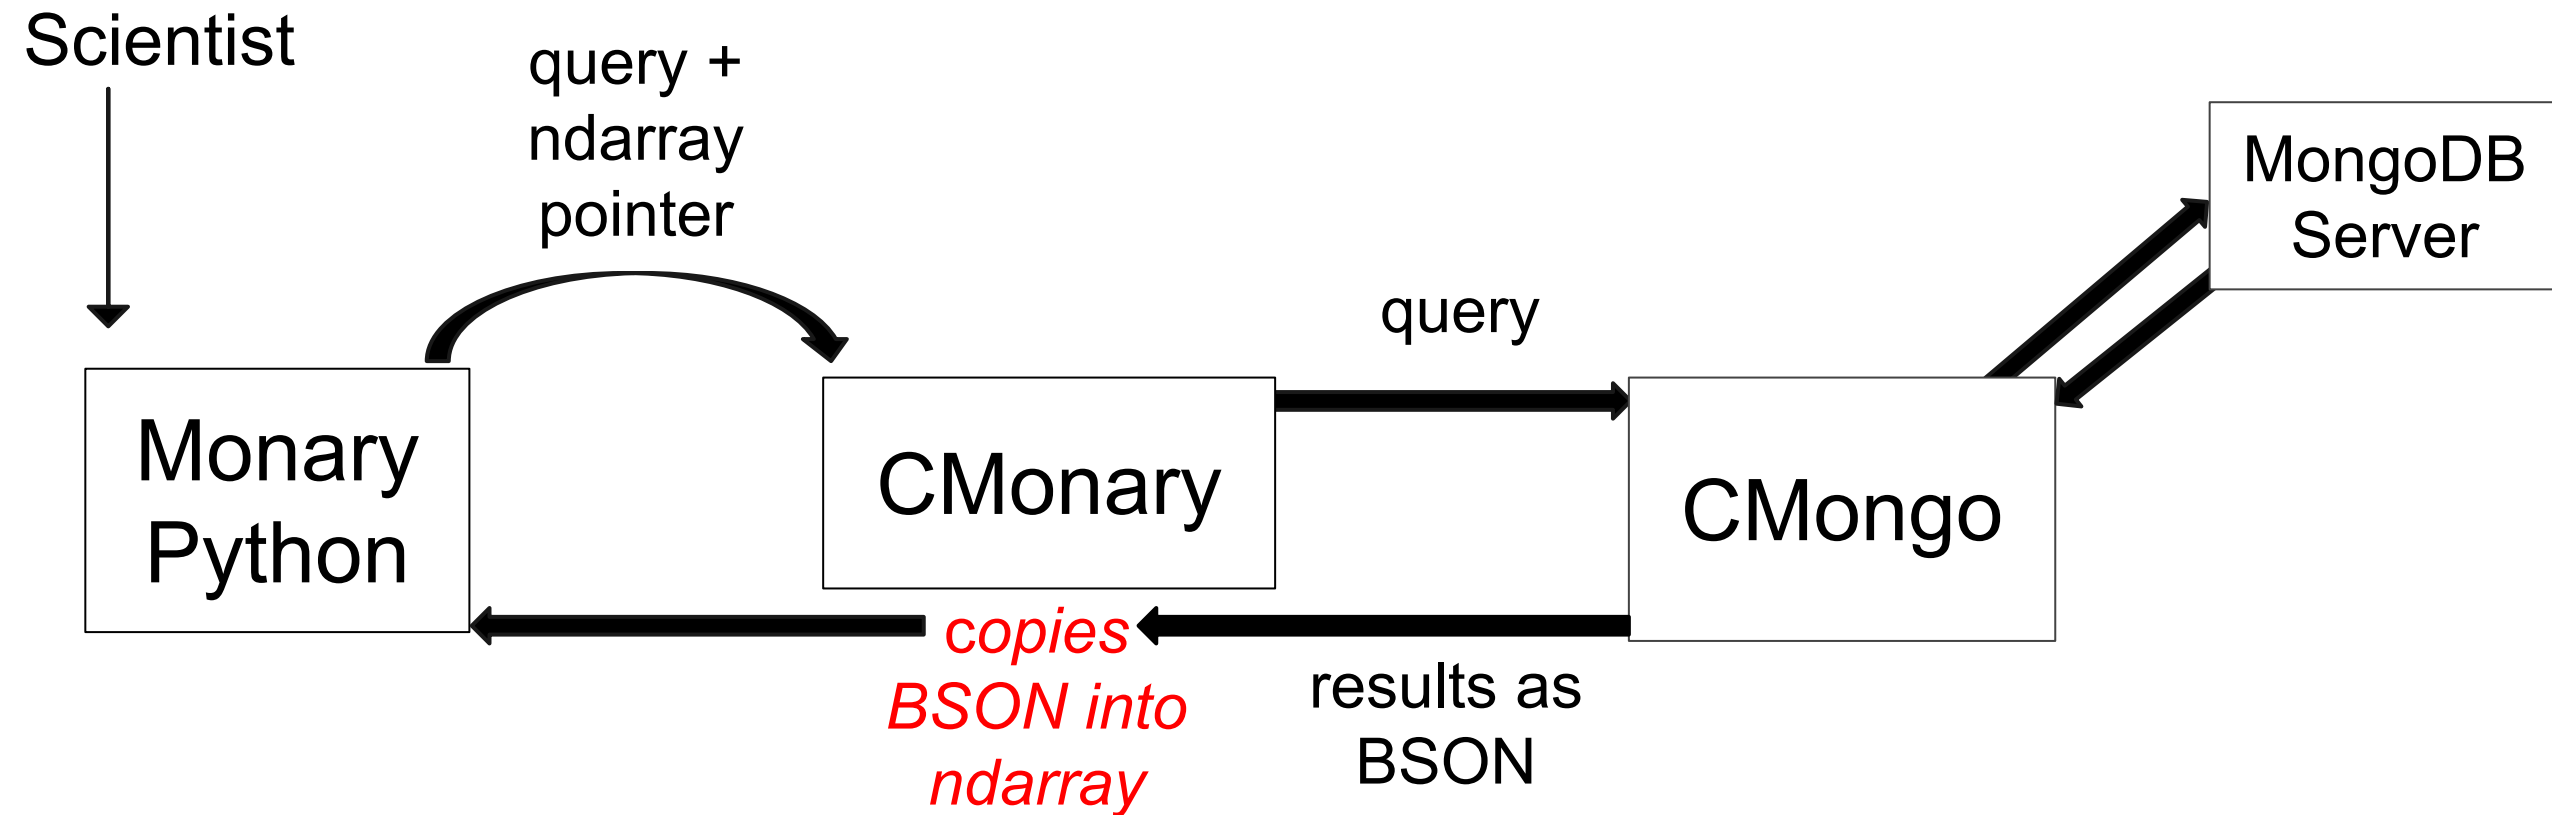 Scientist
query +
ndarray
pointer
MongoDB
Server
query
Monary
Python
CMonary
CMongo
copies
BSON into
ndarray
results as
BSON